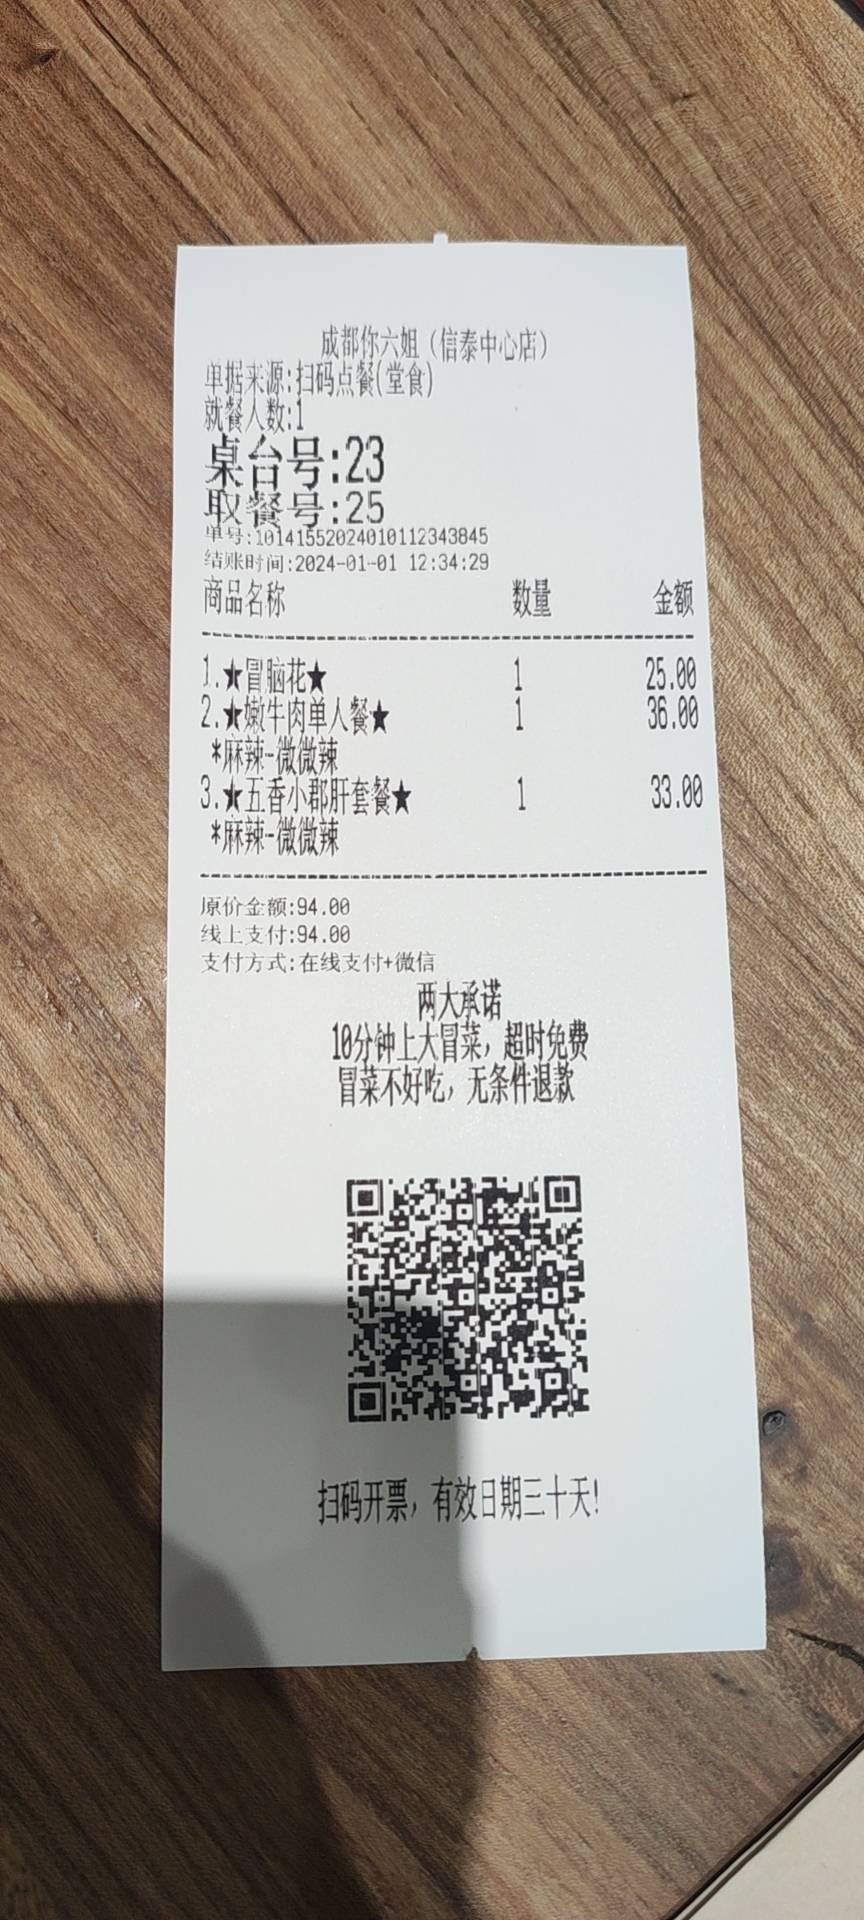 成都你六姐（信泰中心店）
单据来源:扫码点餐(堂食)
就餐人数:1
桌台号:23
取餐号:25
单号:10141552024010112343845
结账时间:2024-01-01 12:34:29
商品名称 数量 金额
1.★冒脑花★ 1 25.00
2.★嫩牛肉单人餐★ 1 36.00
*麻辣-微微辣
3.★五香小郡肝套餐★ 1 33.00
*麻辣-微微辣
原价金额:94.00
线上支付:94.00
支付方式:在线支付+微信
两大承诺
10分钟上大冒菜，超时免费
冒菜不好吃，无条件退款
扫码开票，有效日期三十天!